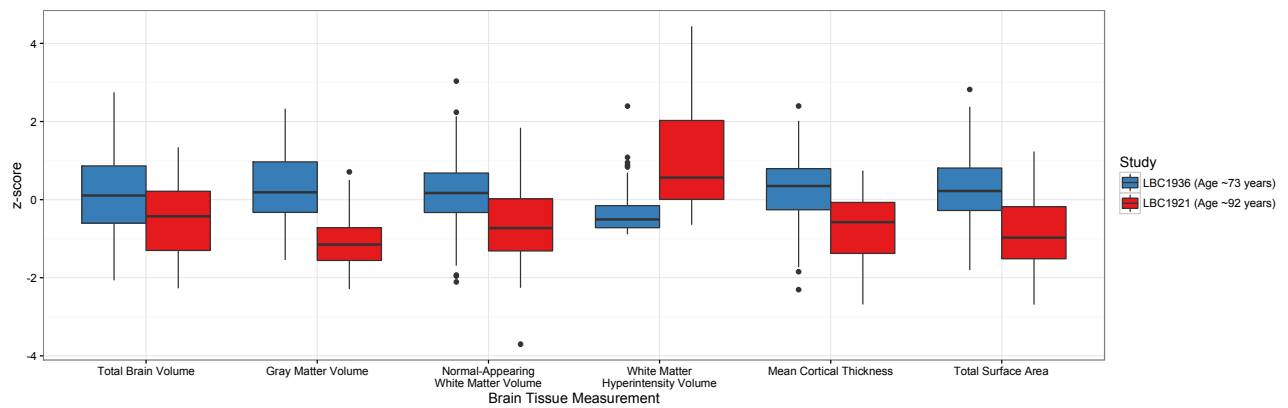 4
2
0
-2
-4
z-score
Total Brain Volume
Gray Matter Volume
Normal-Appearing
White Matter Volume
White Matter
Hyperintensity Volume
Mean Cortical Thickness
Total Surface Area
Brain Tissue Measurement
Study
LBC1936 (Age ~73 years)
LBC1921 (Age ~92 years)